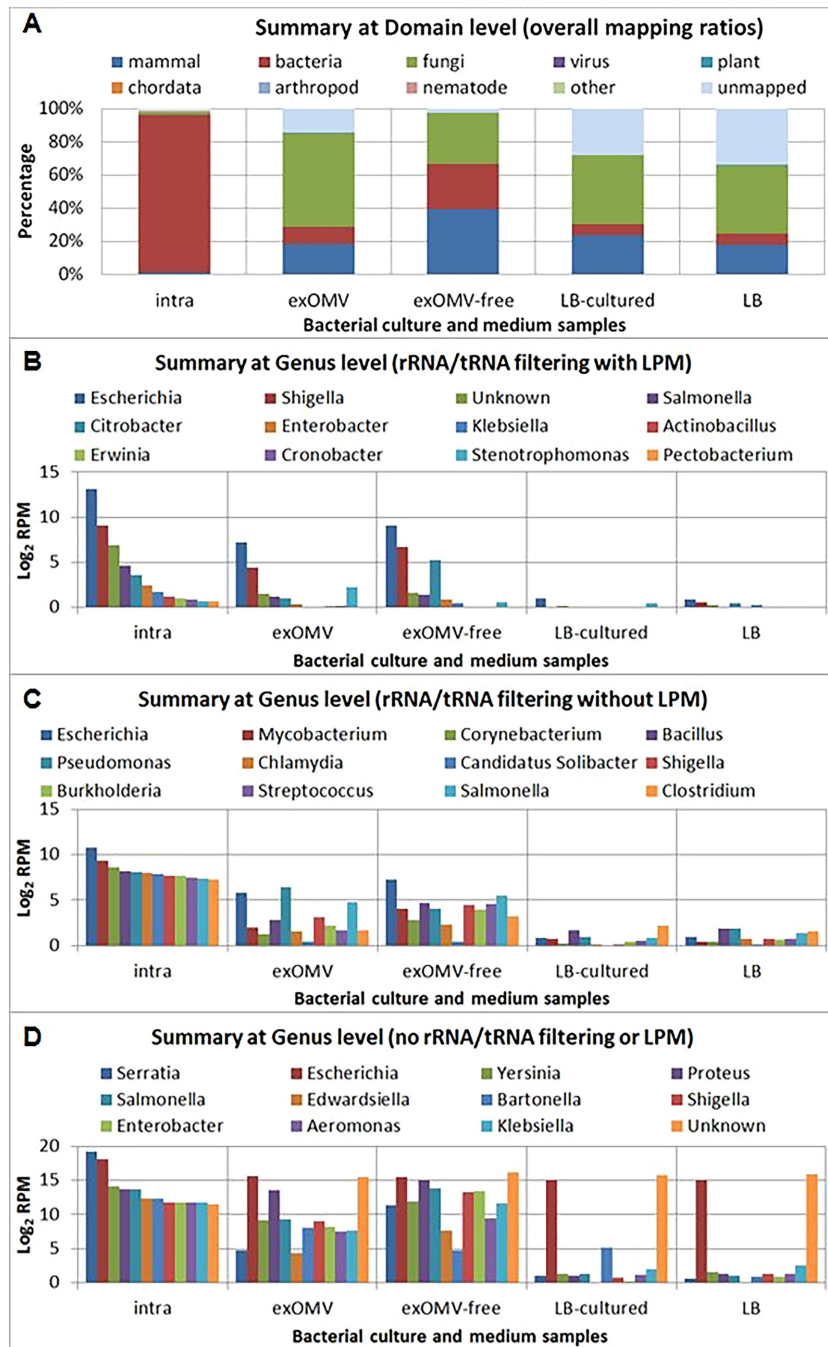 A
Summary at Domain level (overall mapping ratios)
mammal bacteria fungi virus plant
chordata arthropod nematode other unmapped
100%
80%
60%
40%
20%
0%
Percentage
intra exOMV exOMV-free LB-cultured LB
Bacterial culture and medium samples
B
Summary at Genus level (rRNA/tRNA filtering with LPM)
Escherichia Shigella Unknown Salmonella
Citrobacter Enterobacter Klebsiella Actinobacillus
Erwinia Cronobacter Stenotrophomonas Pectobacterium
15
10
5
0
Log2 RPM
intra exOMV exOMV-free LB-cultured LB
Bacterial culture and medium samples
C
Summary at Genus level (rRNA/tRNA filtering without LPM)
Escherichia Mycobacterium Corynebacterium Bacillus
Pseudomonas Chlamydia Candidatus Solibacter Shigella
Burkholderia Streptococcus Salmonella Clostridium
15
10
5
0
Log2 RPM
intra exOMV exOMV-free LB-cultured LB
Bacterial culture and medium samples
D
Summary at Genus level (no rRNA/tRNA filtering or LPM)
Serratia Escherichia Yersinia Proteus
Salmonella Edwardsiella Bartonella Shigella
Enterobacter Aeromonas Klebsiella Unknown
20
15
10
5
0
Log2 RPM
intra exOMV exOMV-free LB-cultured LB
Bacterial culture and medium samples